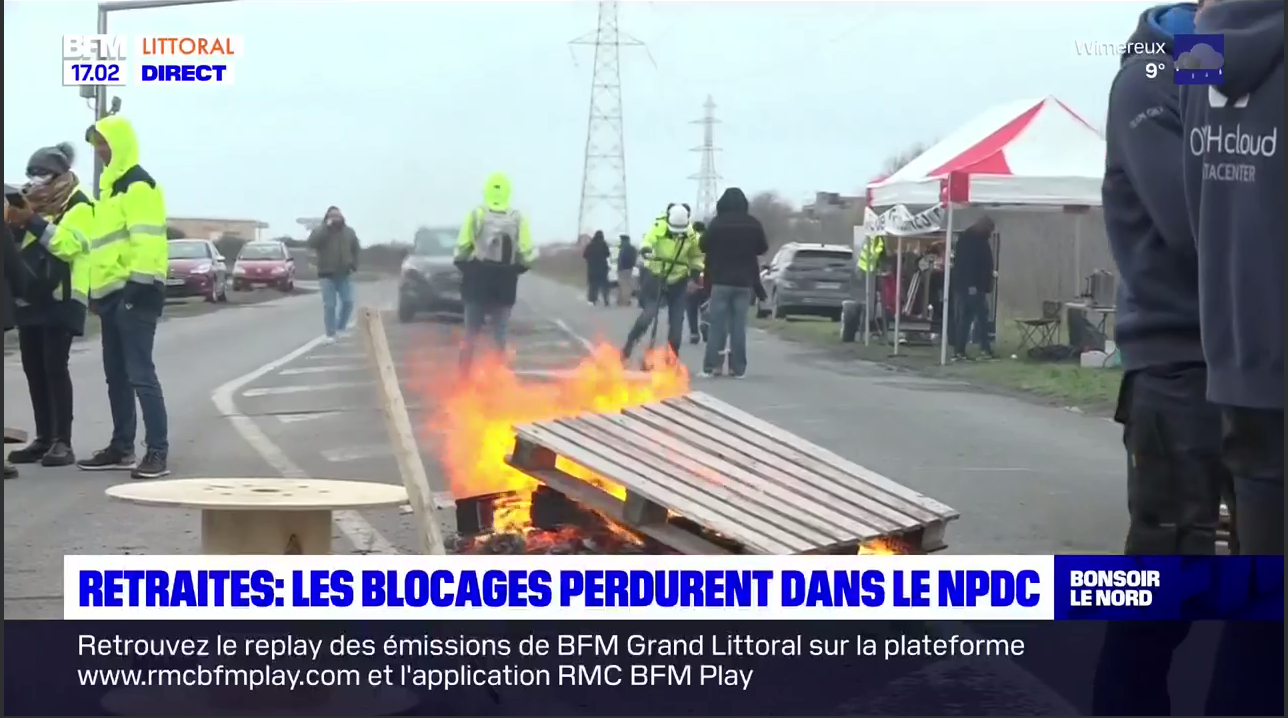 BFM LITTORAL
17.02 DIRECT
Wimereux
9°
OVHcloud
DATACENTER
RETRAITES: LES BLOCAGES PERDURENT DANS LE NPDC
BONSOIR
LE NORD
Retrouvez le replay des émissions de BFM Grand Littoral sur la plateforme
www.rmcbfmplay.com et l'application RMC BFM Play